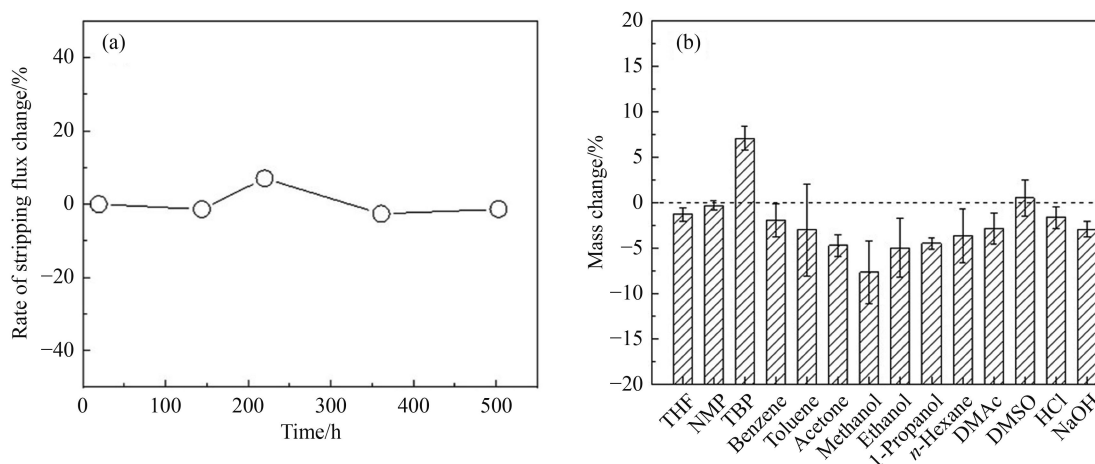 (a)
40
20
0
−20
−40
Rate of stripping flux change/%
0
100
200
300
400
500
Time/h
(b)
20
15
10
5
0
−5
−10
−15
−20
Mass change/%
THF
NMP
TBP
Benzene
Toluene
Acetone
Methanol
Ethanol
1-Propanol
n-Hexane
DMAc
DMSO
HCl
NaOH